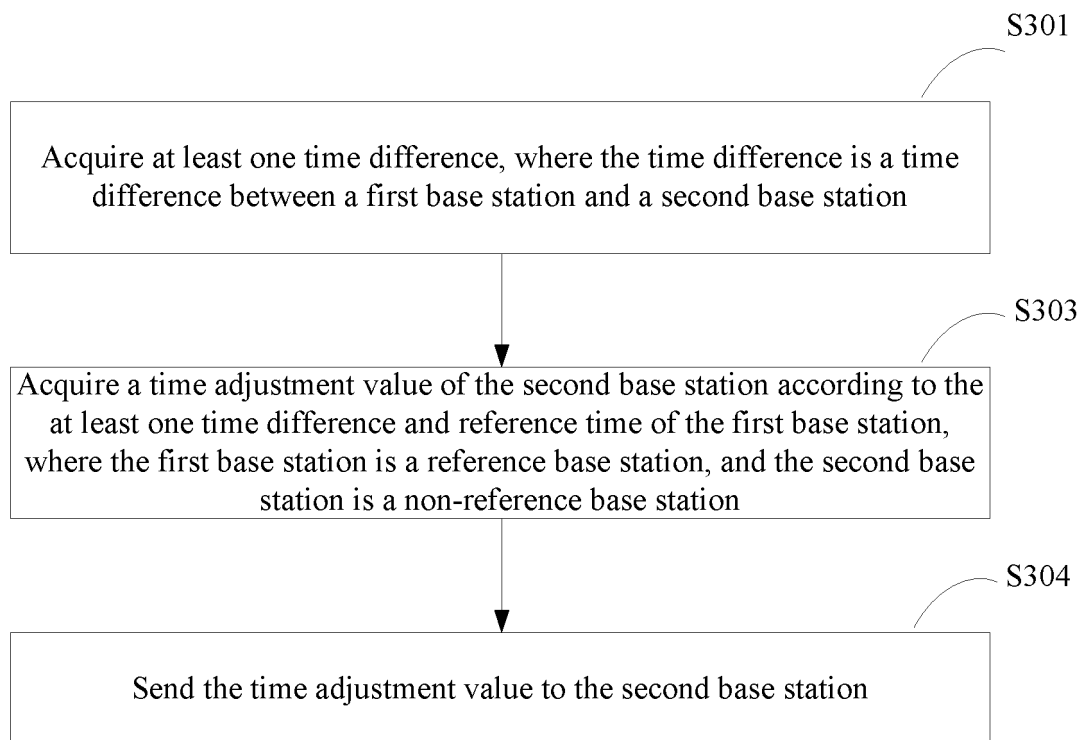 S301
Acquire at least one time difference, where the time difference is a time
difference between a first base station and a second base station
S303
Acquire a time adjustment value of the second base station according to the
at least one time difference and reference time of the first base station,
where the first base station is a reference base station, and the second base
station is a non-reference base station
S304
Send the time adjustment value to the second base station